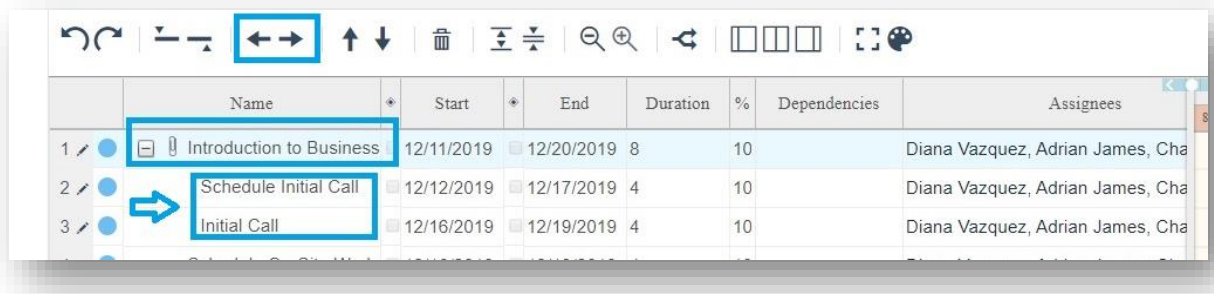 Name Start End Duration % Dependencies Assignees
1 Introduction to Business 12/11/2019 12/20/2019 8 10 Diana Vazquez, Adrian James, Cha
2 Schedule Initial Call 12/12/2019 12/17/2019 4 10 Diana Vazquez, Adrian James, Cha
3 Initial Call 12/16/2019 12/19/2019 4 10 Diana Vazquez, Adrian James, Cha